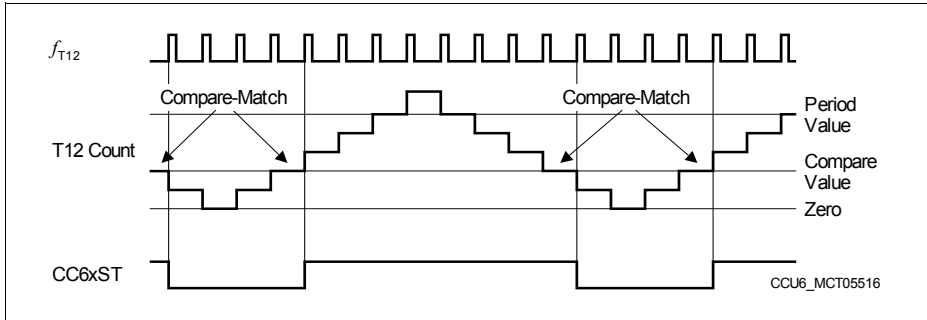 fT12
Compare-Match
Compare-Match
Period
Value
T12 Count
Compare
Value
Zero
CC6xST
CCU6_MCT05516